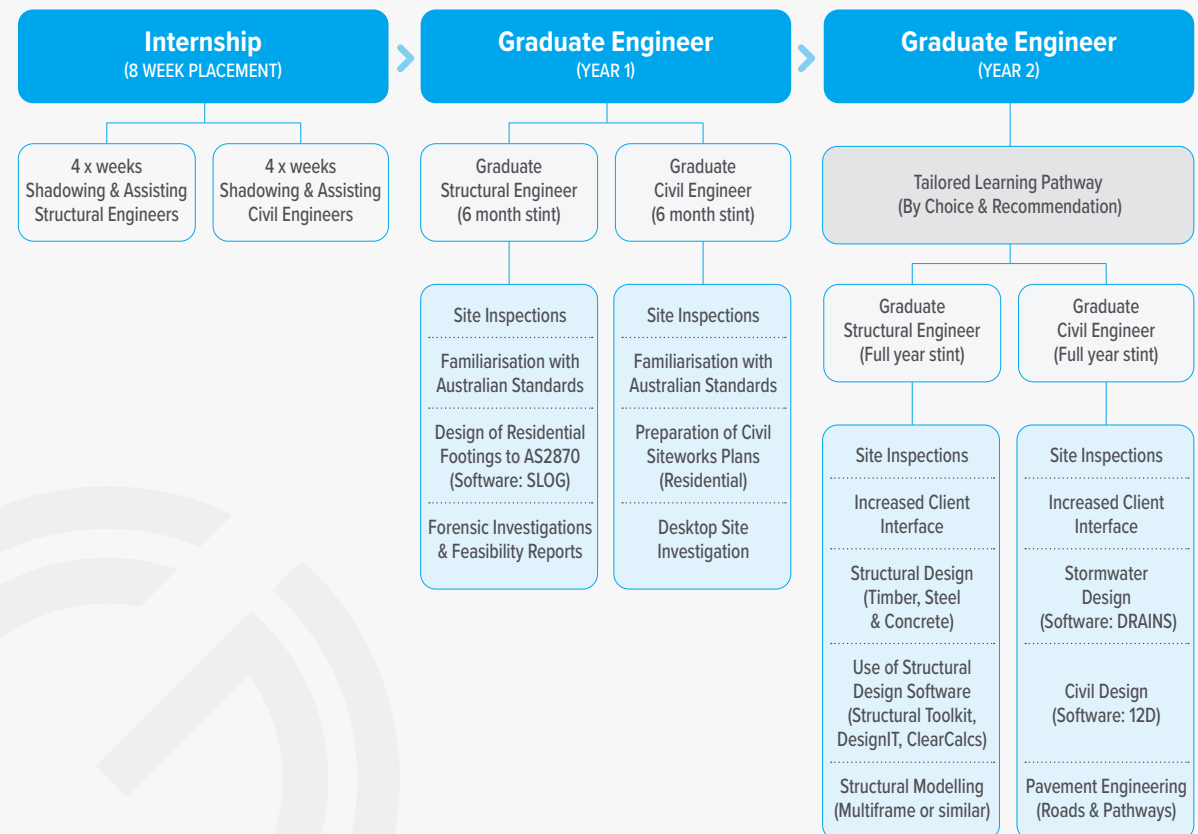 Internship
(8 WEEK PLACEMENT)
4 x weeks
Shadowing & Assisting
Structural Engineers
4 x weeks
Shadowing & Assisting
Civil Engineers
Graduate Engineer
(YEAR 1)
Graduate
Structural Engineer
(6 month stint)
Site Inspections
Familiarisation with
Australian Standards
Design of Residential
Footings to AS2870
(Software: SLOG)
Forensic Investigations
& Feasibility Reports
Graduate
Civil Engineer
(6 month stint)
Site Inspections
Familiarisation with
Australian Standards
Preparation of Civil
Siteworks Plans
(Residential)
Desktop Site
Investigation
Graduate Engineer
(YEAR 2)
Tailored Learning Pathway
(By Choice & Recommendation)
Graduate
Structural Engineer
(Full year stint)
Site Inspections
Increased Client
Interface
Structural Design
(Timber, Steel
& Concrete)
Use of Structural
Design Software
(Structural Toolkit,
DesignIT, ClearCalcs)
Structural Modelling
(Multiframe or similar)
Graduate
Civil Engineer
(Full year stint)
Site Inspections
Increased Client
Interface
Stormwater
Design
(Software: DRAINS)
Civil Design
(Software: 12D)
Pavement Engineering
(Roads & Pathways)